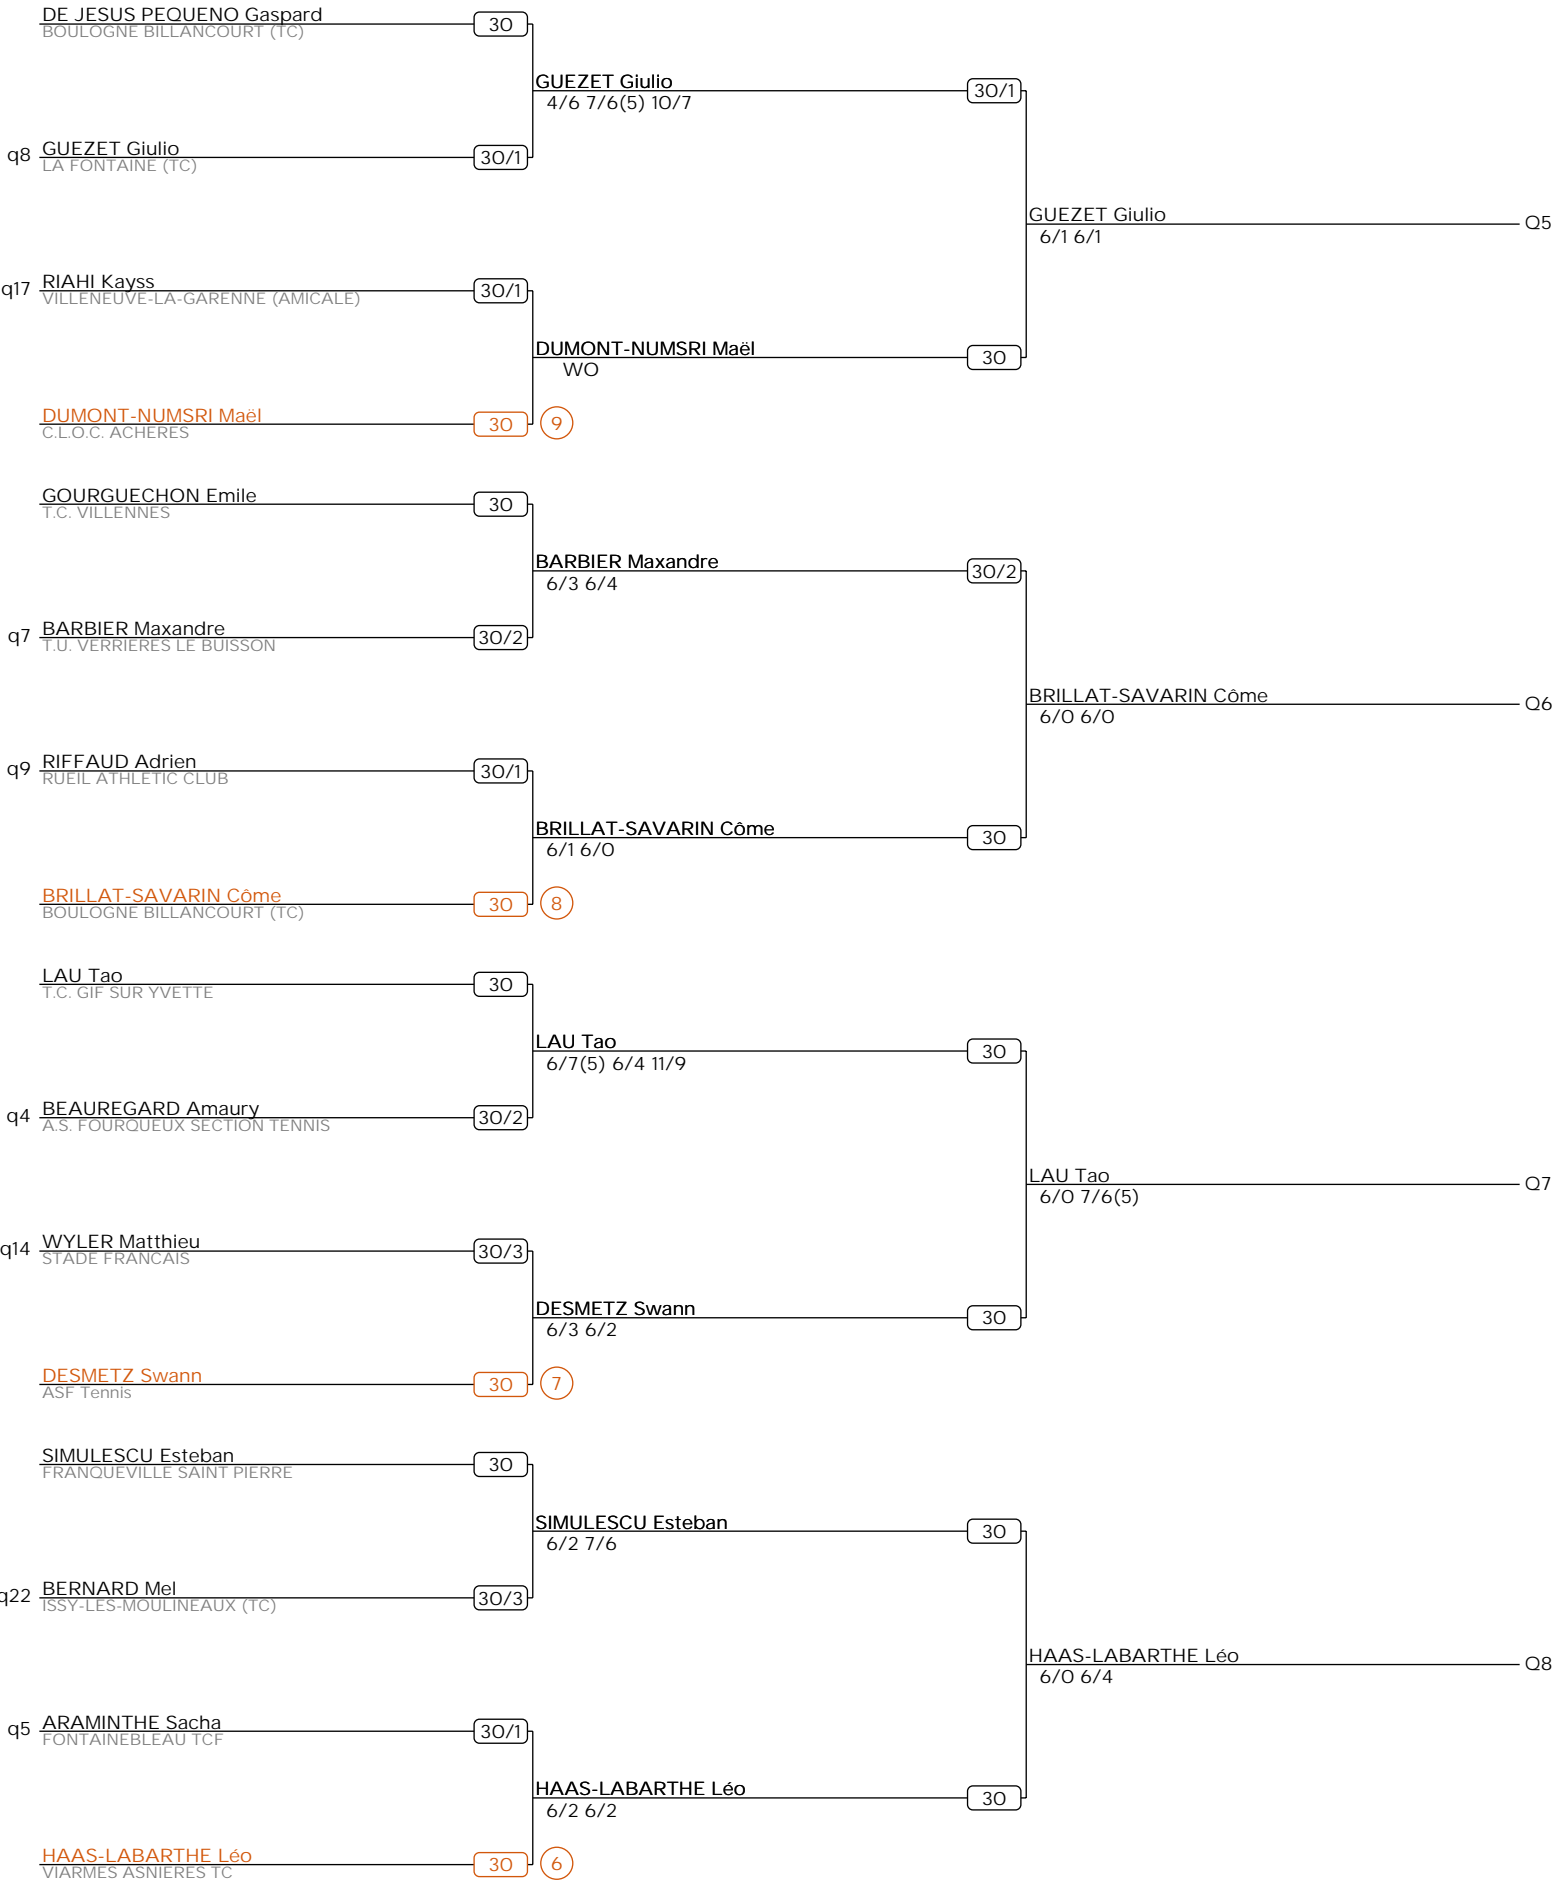 DE JESUS PEQUENO Gaspard
BOULOGNE BILLANCOURT (TC)
30
GUEZET Giulio
4/6 7/6(5) 10/7
30/1
q8 GUEZET Giulio
LA FONTAINE (TC)
30/1
GUEZET Giulio
6/1 6/1
Q5
q17 RIAHI Kayss
VILLENEUVE-LA-GARENNE (AMICALE)
30/1
DUMONT-NUMSRI Maël
WO
30
DUMONT-NUMSRI Maël
C.L.O.C. ACHERES
30
9
GOURGUECHON Emile
T.C. VILLENNES
30
BARBIER Maxandre
6/3 6/4
30/2
q7 BARBIER Maxandre
T.U. VERRIERES LE BUISSON
30/2
BRILLAT-SAVARIN Côme
6/0 6/0
Q6
q9 RIFFAUD Adrien
RUEIL ATHLETIC CLUB
30/1
BRILLAT-SAVARIN Côme
6/1 6/0
30
BRILLAT-SAVARIN Côme
BOULOGNE BILLANCOURT (TC)
30
8
LAU Tao
T.C. GIF SUR YVETTE
30
LAU Tao
6/7(5) 6/4 11/9
30
q4 BEAUREGARD Amaury
A.S. FOURQUEUX SECTION TENNIS
30/2
LAU Tao
6/0 7/6(5)
Q7
q14 WYLER Matthieu
STADE FRANCAIS
30/3
DESMETZ Swann
6/3 6/2
30
DESMETZ Swann
ASF Tennis
30
7
SIMULESCU Esteban
FRANQUEVILLE SAINT PIERRE
30
SIMULESCU Esteban
6/2 7/6
30
q22 BERNARD Mel
ISSY-LES-MOULINEAUX (TC)
30/3
HAAS-LABARTHE Léo
6/0 6/4
Q8
q5 ARAMINTHE Sacha
FONTAINEBLEAU TCF
30/1
HAAS-LABARTHE Léo
6/2 6/2
30
HAAS-LABARTHE Léo
VIARMES ASNIERES TC
30
6